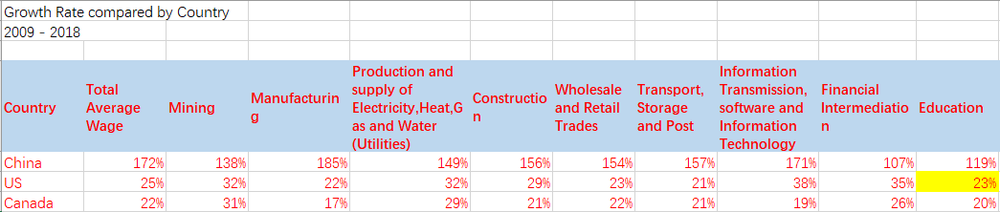 Growth Rate compared by Country
2009 - 2018
Country
Total
Average
Wage
Mining
Manufacturin
g
Production and
supply of
Electricity,Heat,G
as and Water
(Utilities)
Constructio
n
Wholesale
and Retail
Trades
Transport,
Storage
and Post
Information
Transmission,
software and
Information
Technology
Financial
Intermediatio
n
Education
China 172% 138% 185% 149% 156% 154% 157% 171% 107% 119%
US 25% 32% 22% 32% 29% 23% 21% 38% 35% 23%
Canada 22% 31% 17% 29% 21% 22% 21% 19% 26% 20%